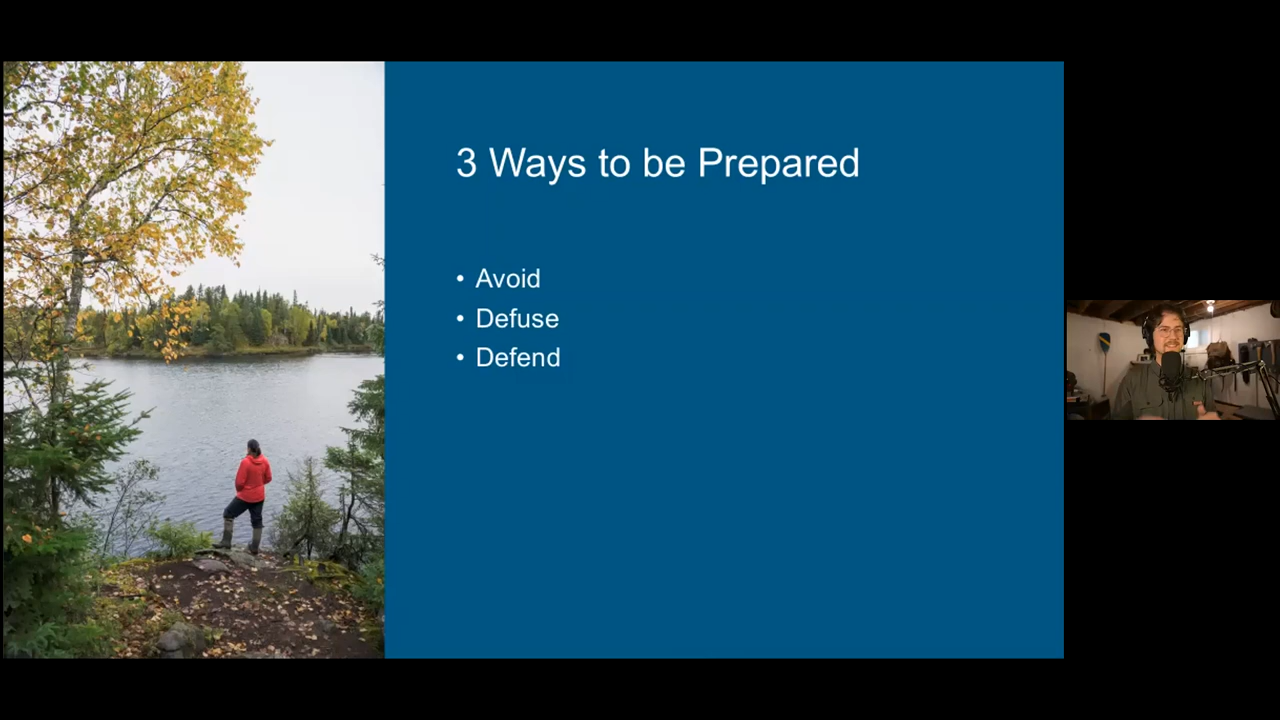 3 Ways to be Prepared
• Avoid
• Defuse
• Defend